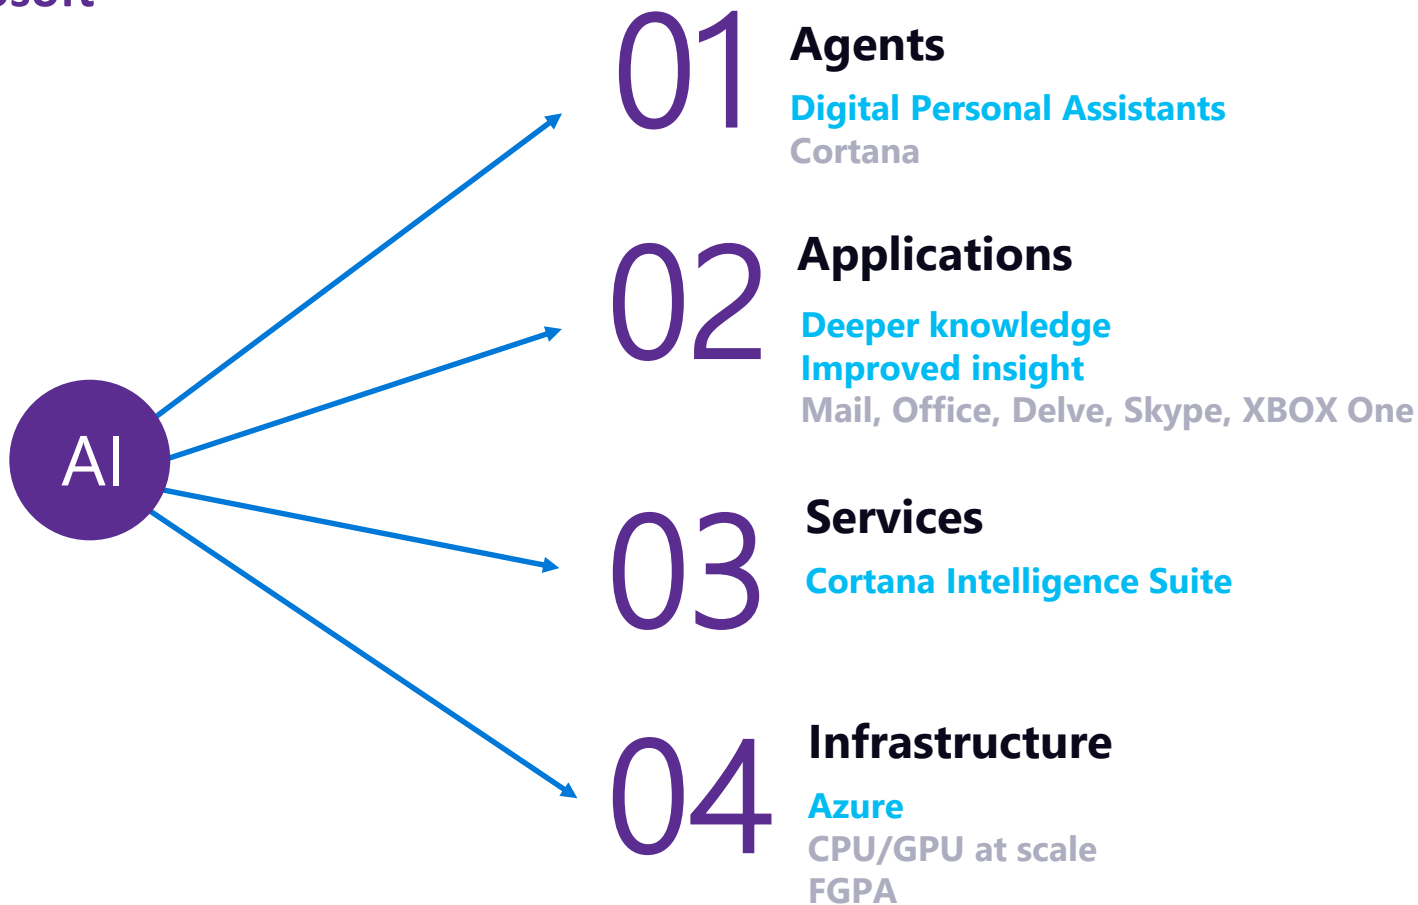 01
Agents
Digital Personal Assistants
Cortana
02
Applications
Deeper knowledge
Improved insight
Mail, Office, Delve, Skype, XBOX One
AI
03
Services
Cortana Intelligence Suite
04
Infrastructure
Azure
CPU/GPU at scale
FGPA